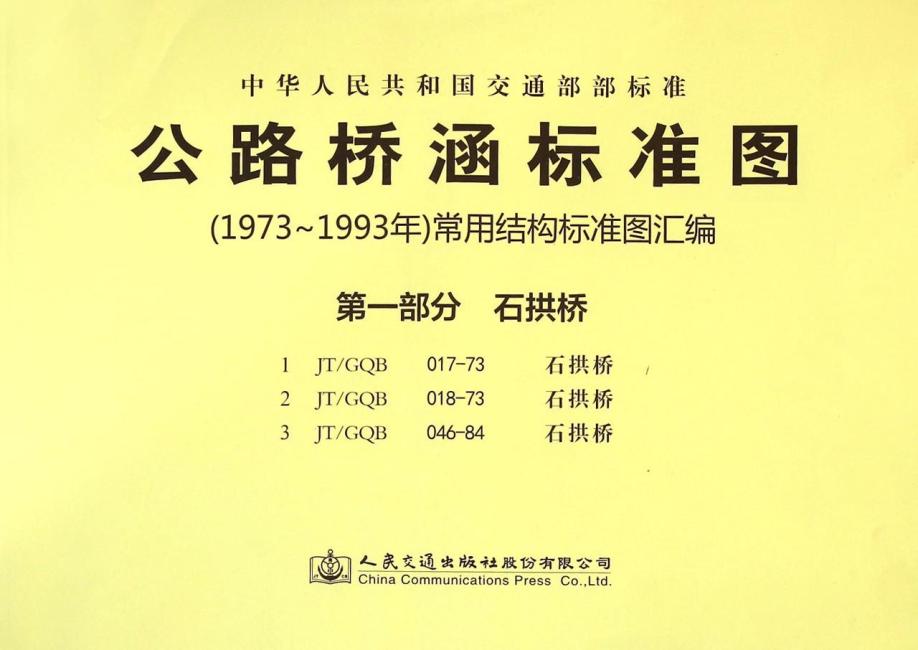 中华人民共和国交通部部标准
公路桥涵标准图
(1973~1993年)常用结构标准图汇编
第一部分 石拱桥
1 JT/GQB 017-73 石拱桥
2 JT/GQB 018-73 石拱桥
3 JT/GQB 046-84 石拱桥
人民交通出版社股份有限公司
China Communications Press Co.,Ltd.